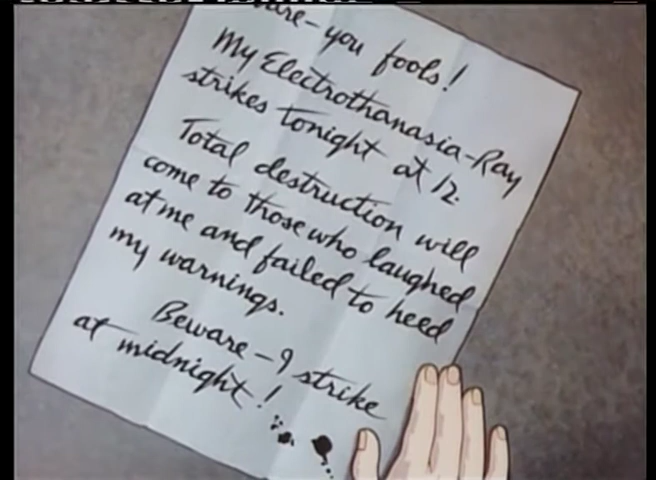 you fools!
My Electrothanasia-Ray
strikes tonight at 12.
Total destruction will
come to those who laughed
at me and failed to heed
my warnings.
Beware - I strike
at midnight!